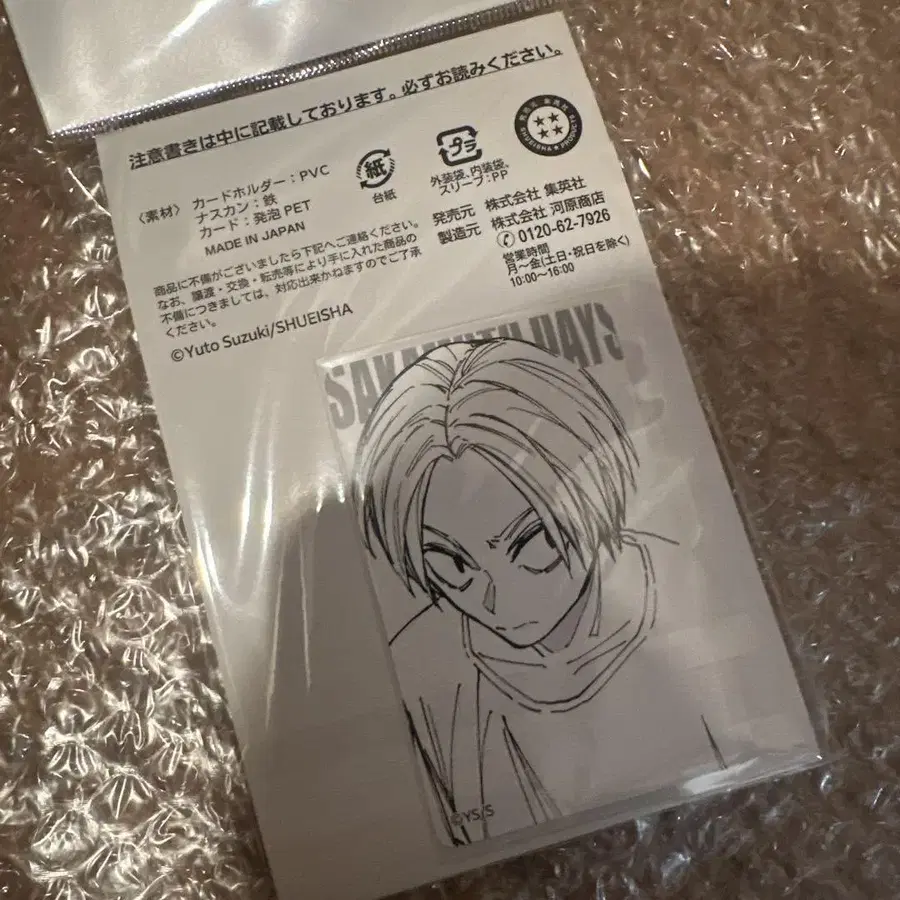 注意書きは中に記載しております。必ずお読みください。
〈素材〉 カードホルダー：PVC
ナスカン：鉄
カード：発泡PET
MADE IN JAPAN
紙
台紙
プラ
外装袋、内装袋、
スリーブ：PP
SHUEISHA PRODUCTS
発売元 株式会社 集英社
製造元 株式会社 河原商店
0120-62-7926
営業時間
月～金(土日・祝日を除く)
10:00～16:00
商品に不備がございましたら下記へご連絡ください。
なお、譲渡・交換・転売等により手に入れた商品の
不備につきましては、対応出来かねますのでご了承
ください。
©Yuto Suzuki/SHUEISHA
SAKAMOTO DAYS
©YS/S